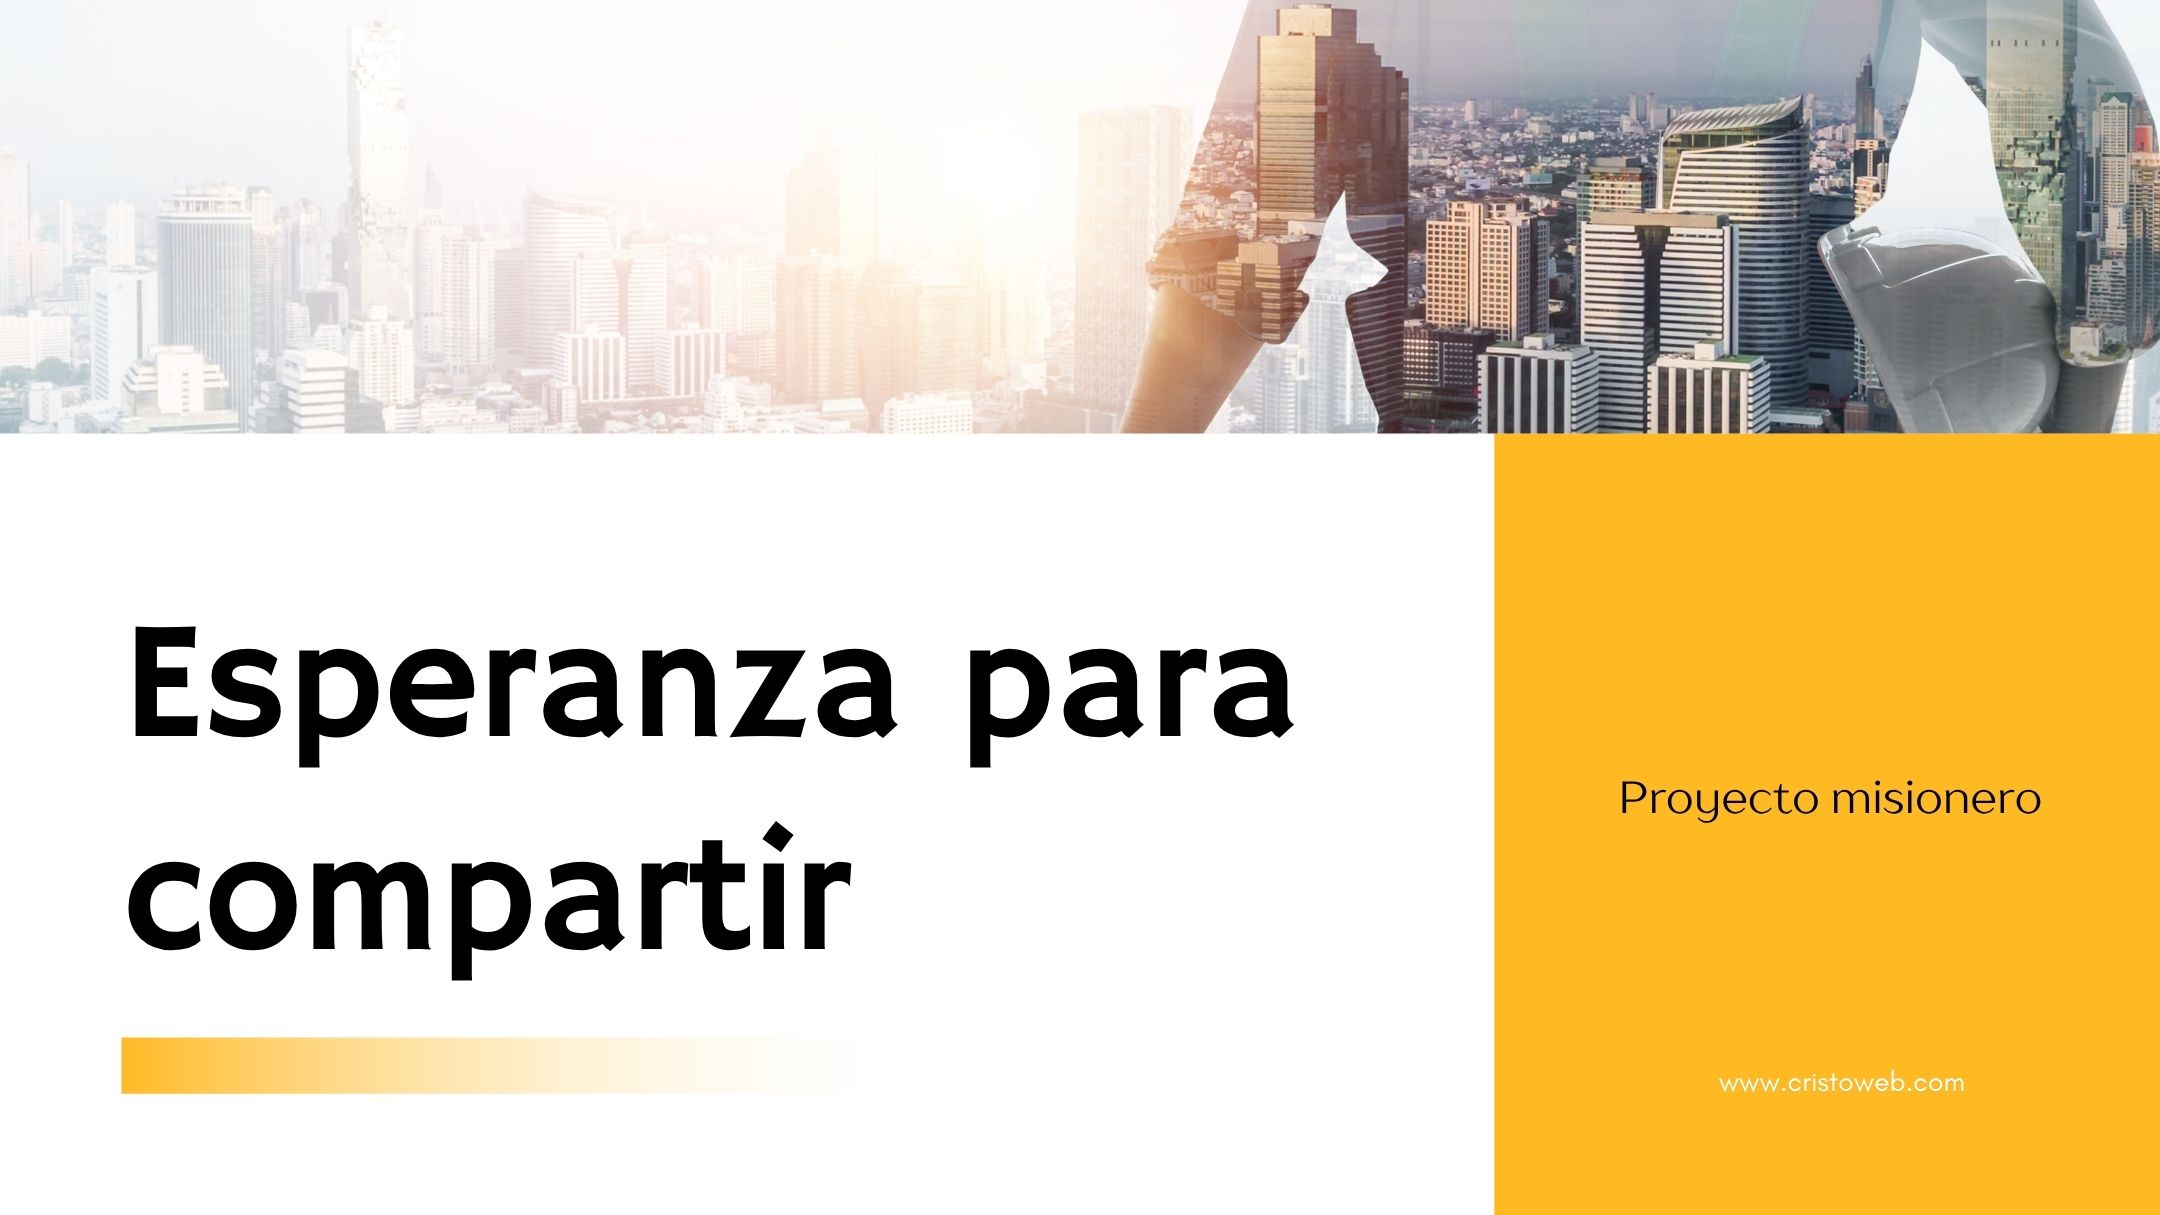 Esperanza para
compartir
Proyecto misionero
www.cristoweb.com